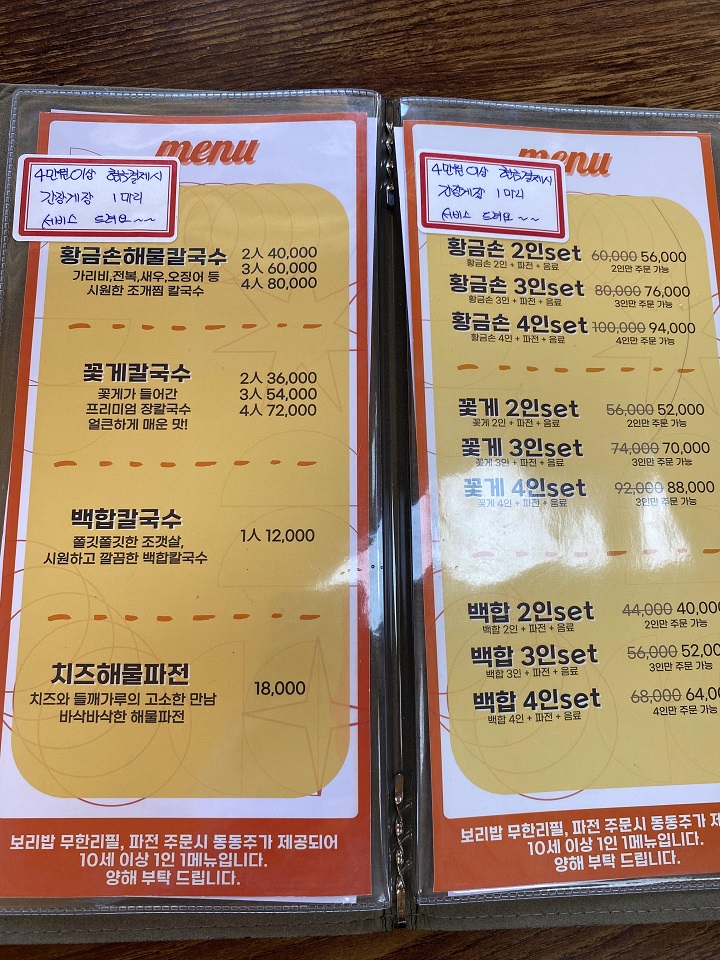 menu
4만원 이상 현금결제시
간장게장 1마리
서비스 드려요~~
황금손해물칼국수
가리비,전복,새우,오징어 등
시원한 조개찜 칼국수
2人 40,000
3人 60,000
4人 80,000
꽃게칼국수
꽃게가 들어간
프리미엄 장칼국수
얼큰하게 매운 맛!
2人 36,000
3人 54,000
4人 72,000
백합칼국수
쫄깃쫄깃한 조갯살,
시원하고 깔끔한 백합칼국수
1人 12,000
치즈해물파전
치즈와 들깨가루의 고소한 만남
바삭바삭한 해물파전
18,000
보리밥 무한리필, 파전 주문시 동동주가 제공되어
10세 이상 1인 1메뉴입니다.
양해 부탁 드립니다.
menu
4만원 이상 현금결제시
간장게장 1마리
서비스 드려요~~
황금손 2인set 60,000 56,000
황금손 2인 + 파전 + 음료 2인만 주문 가능
황금손 3인set 80,000 76,000
황금손 3인 + 파전 + 음료 3인만 주문 가능
황금손 4인set 100,000 94,000
황금손 4인 + 파전 + 음료 4인만 주문 가능
꽃게 2인set 56,000 52,000
꽃게 2인 + 파전 + 음료 2인만 주문 가능
꽃게 3인set 74,000 70,000
꽃게 3인 + 파전 + 음료 3인만 주문 가능
꽃게 4인set 92,000 88,000
꽃게 4인 + 파전 + 음료 3인만 주문 가능
백합 2인set 44,000 40,00
백합 2인 + 파전 + 음료 2인만 주문 가능
백합 3인set 56,000 52,0
백합 3인 + 파전 + 음료 3인만 주문 가능
백합 4인set 68,000 64,0
백합 4인 + 파전 + 음료 4인만 주문 가능
보리밥 무한리필, 파전 주문시 동동주가 제
10세 이상 1인 1메뉴입니다.
양해 부탁 드립니다.